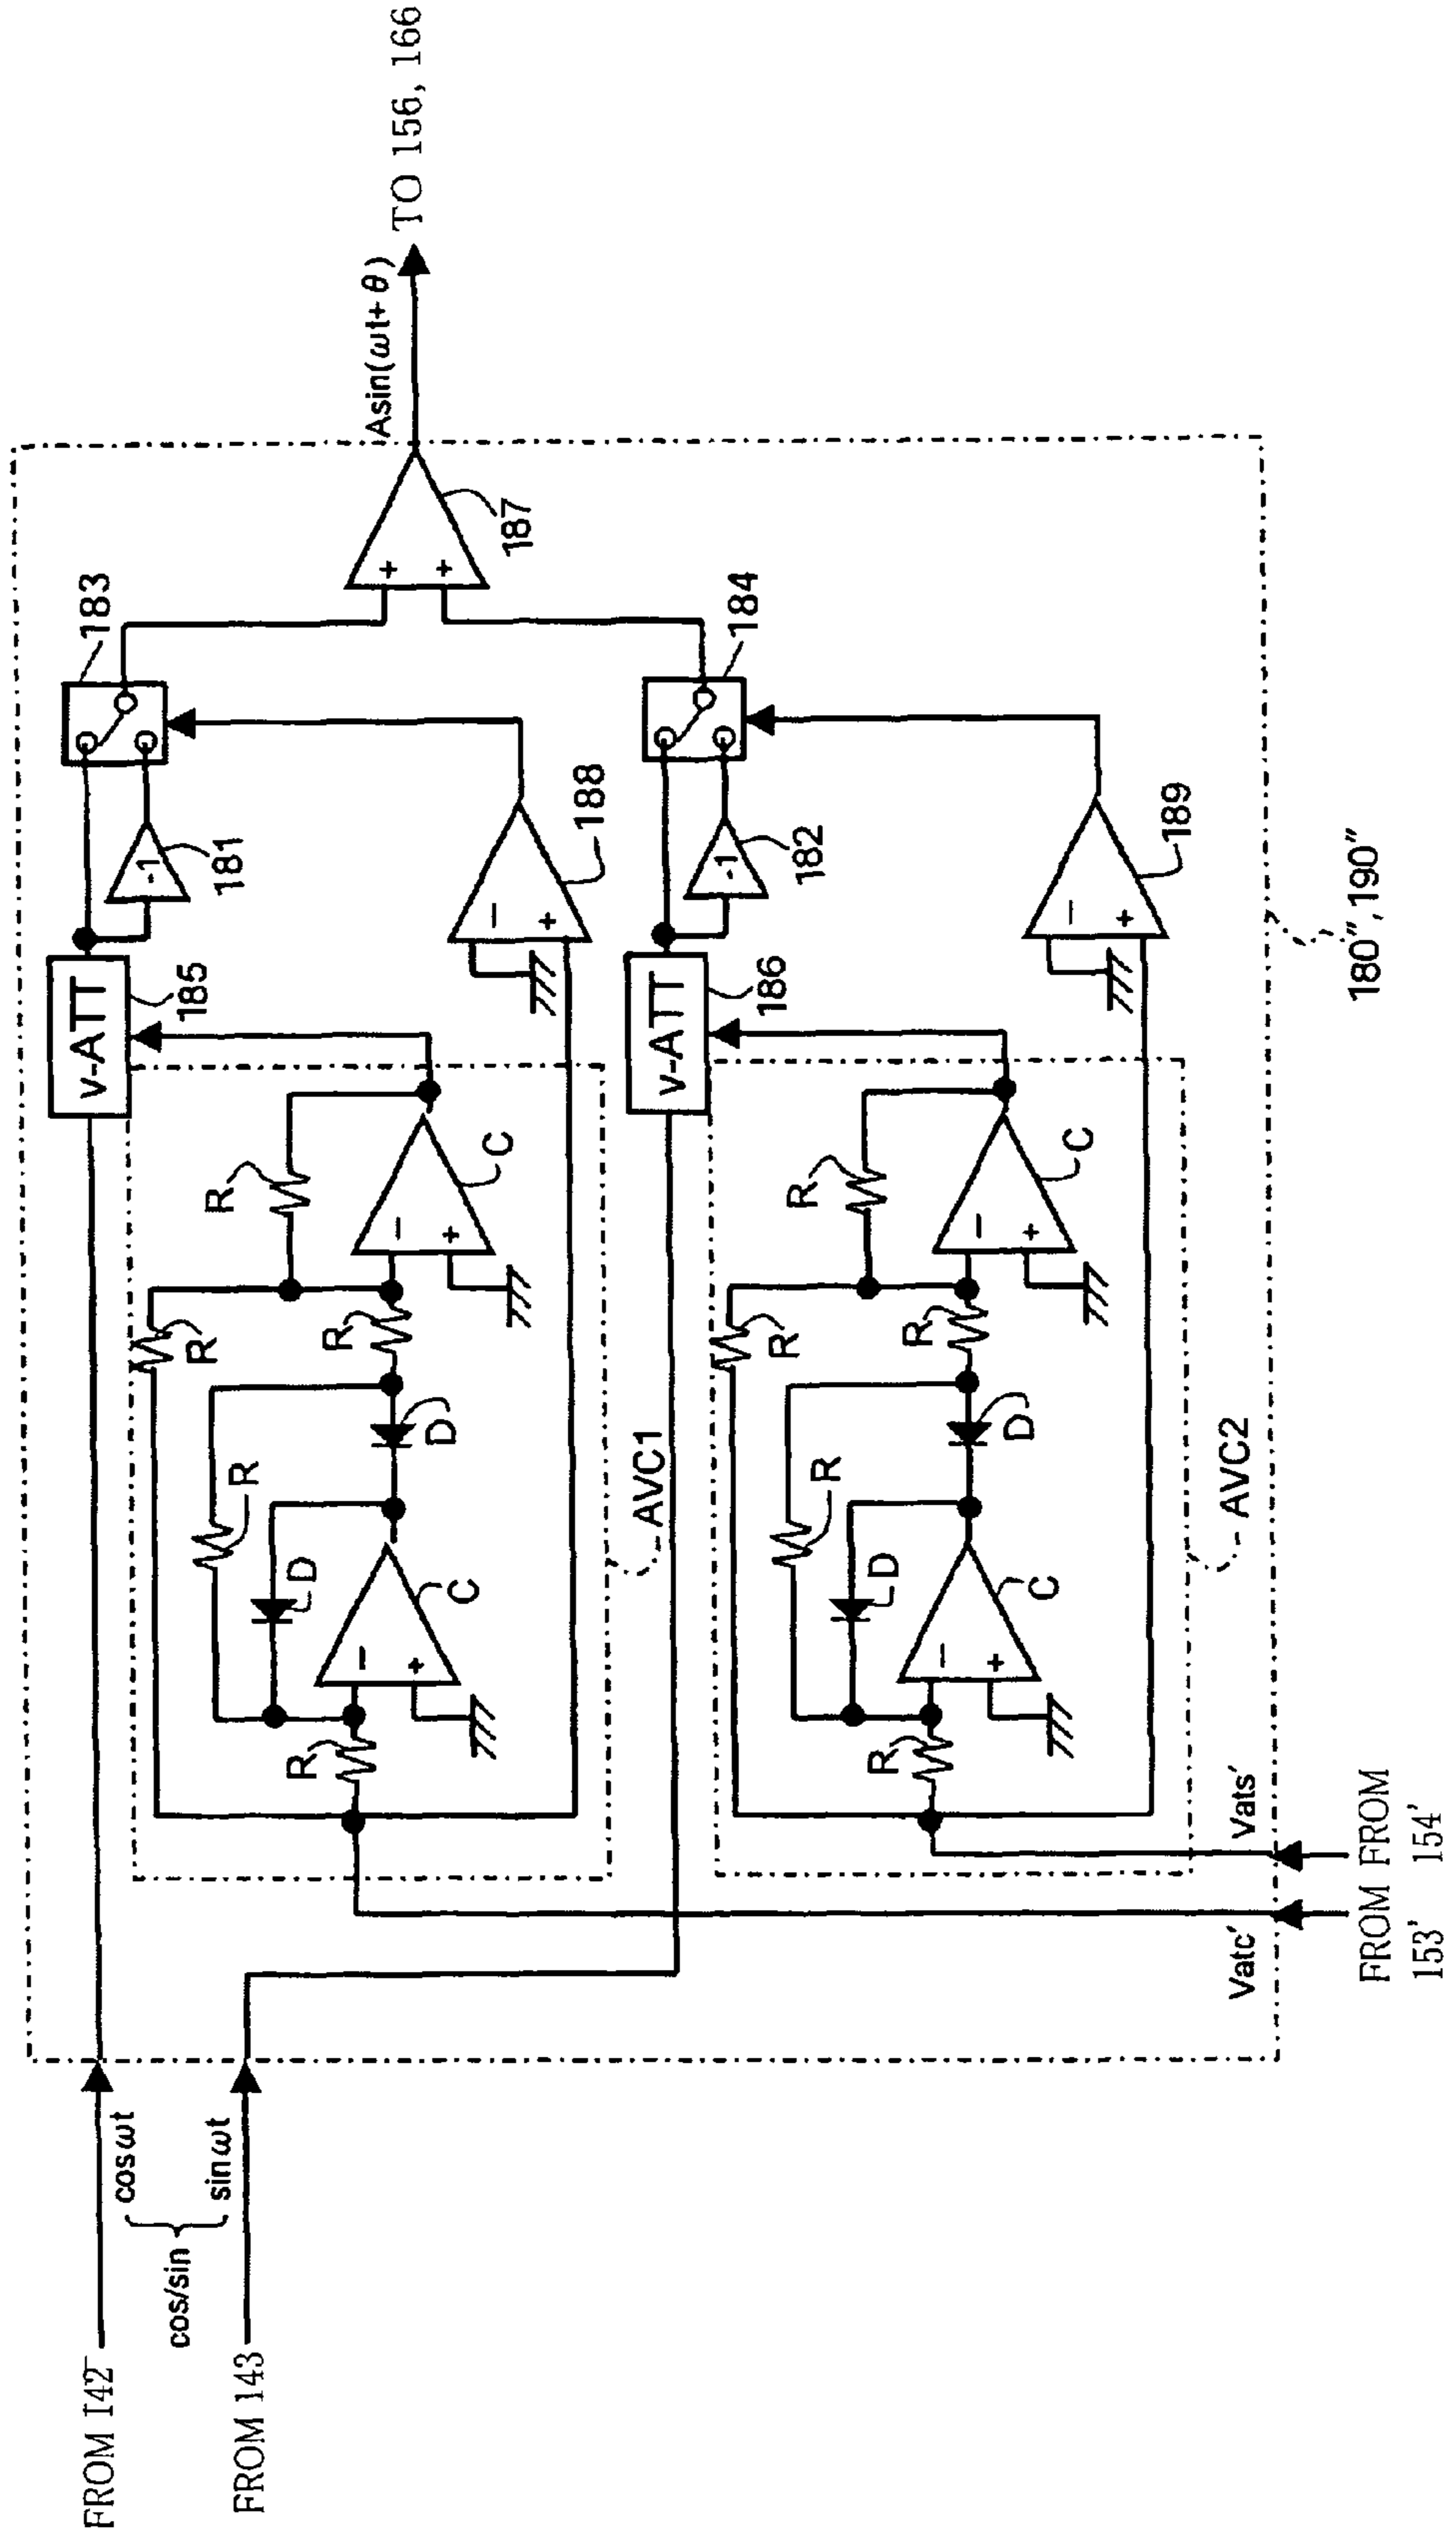 FROM 142
cosωt
cos/sin
sinωt
FROM 143
v-ATT
185
-1
181
183
R
R
R
R
R
D
D
C
C
-
+
-
+
AVC1
-
+
188
+
+
187
Asin(ωt+θ)
TO 156, 166
v-ATT
186
-1
182
184
R
R
R
R
R
D
D
C
C
-
+
-
+
AVC2
-
+
189
Vatc'
Vats'
FROM
153'
FROM
154'
180", 190"